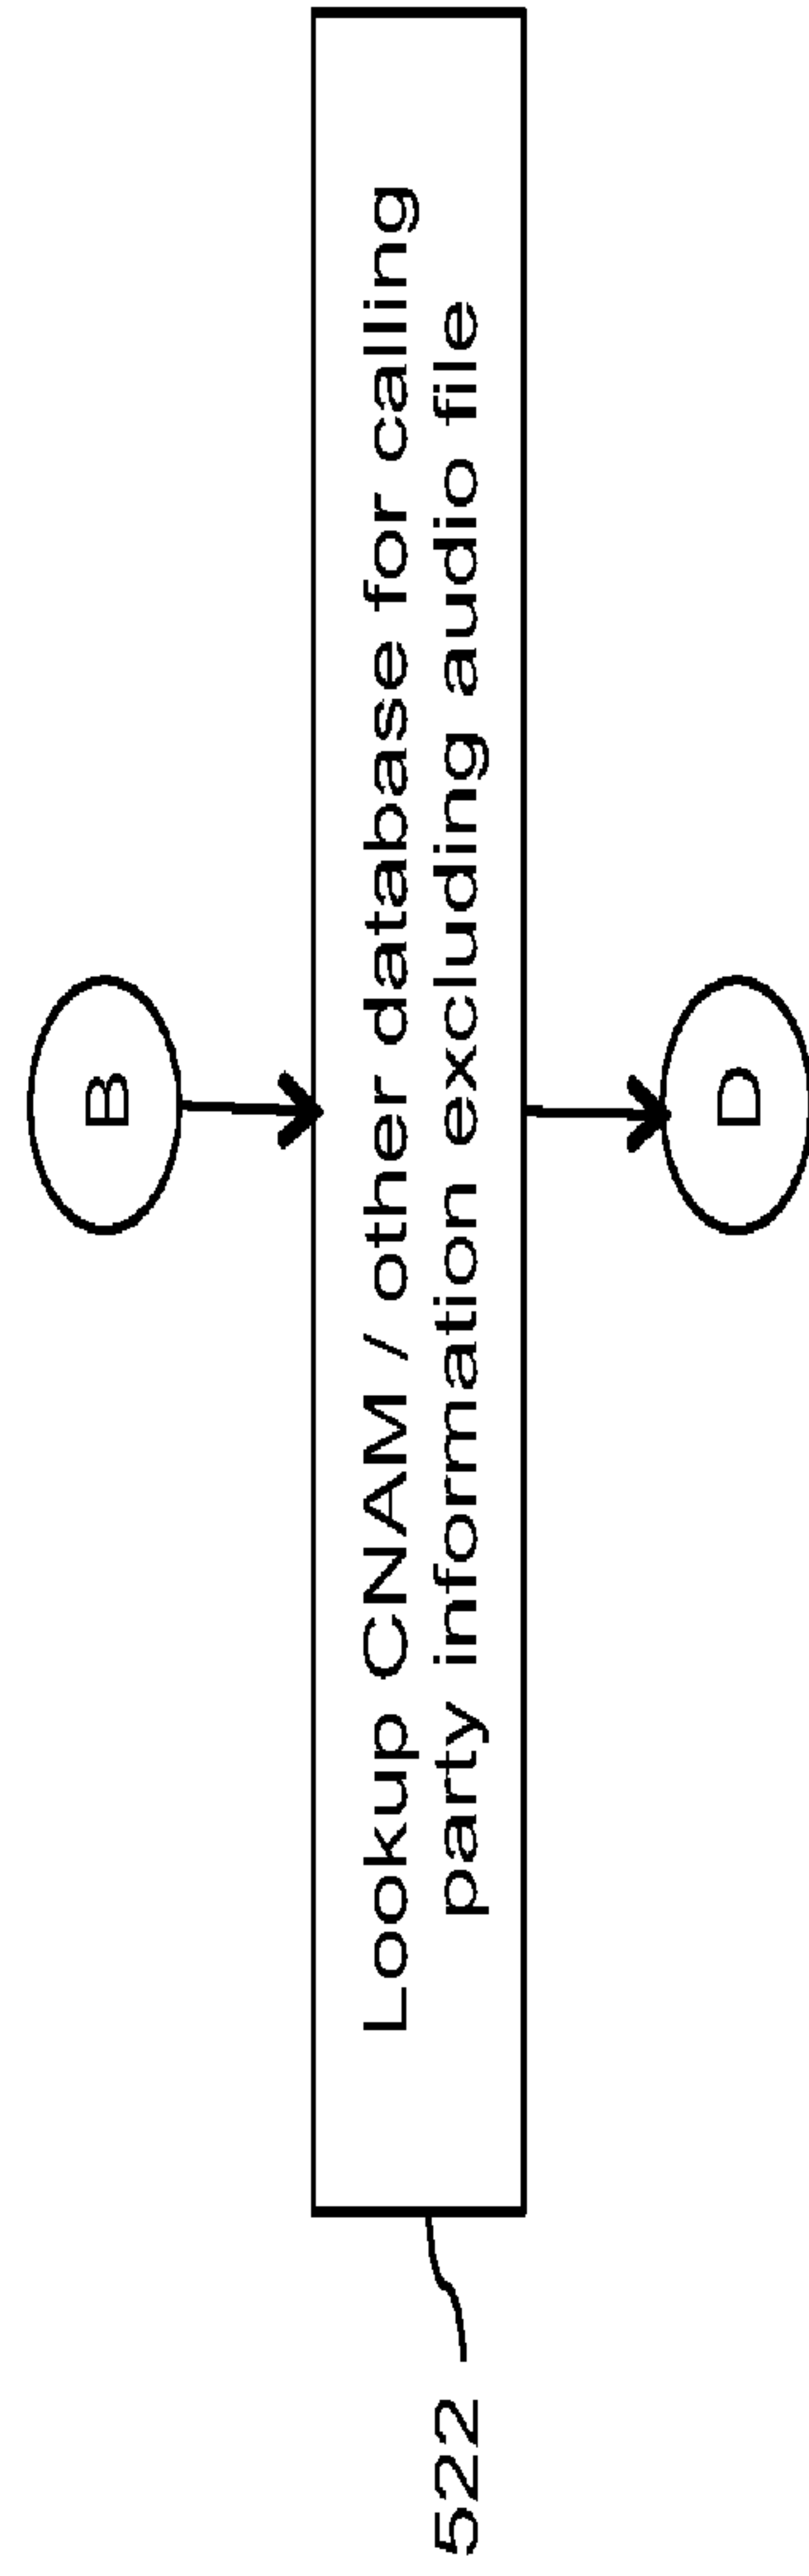 B
Lookup CNAM / other database for calling
party information excluding audio file
522
D